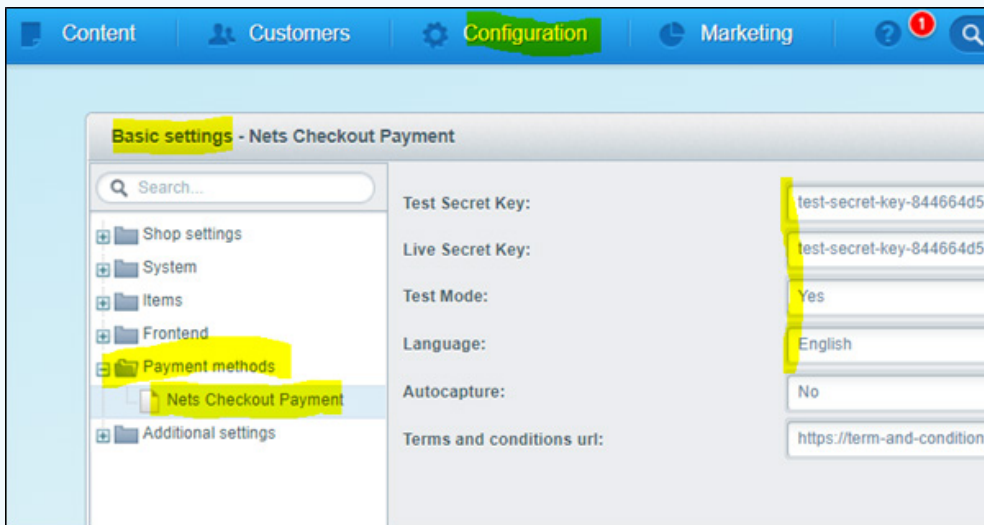 Content Customers Configuration Marketing 1
Basic settings - Nets Checkout Payment
Search...
Shop settings
System
Items
Frontend
Payment methods
Nets Checkout Payment
Additional settings
Test Secret Key: test-secret-key-844664d5
Live Secret Key: test-secret-key-844664d5
Test Mode: Yes
Language: English
Autocapture: No
Terms and conditions url: https://term-and-condition